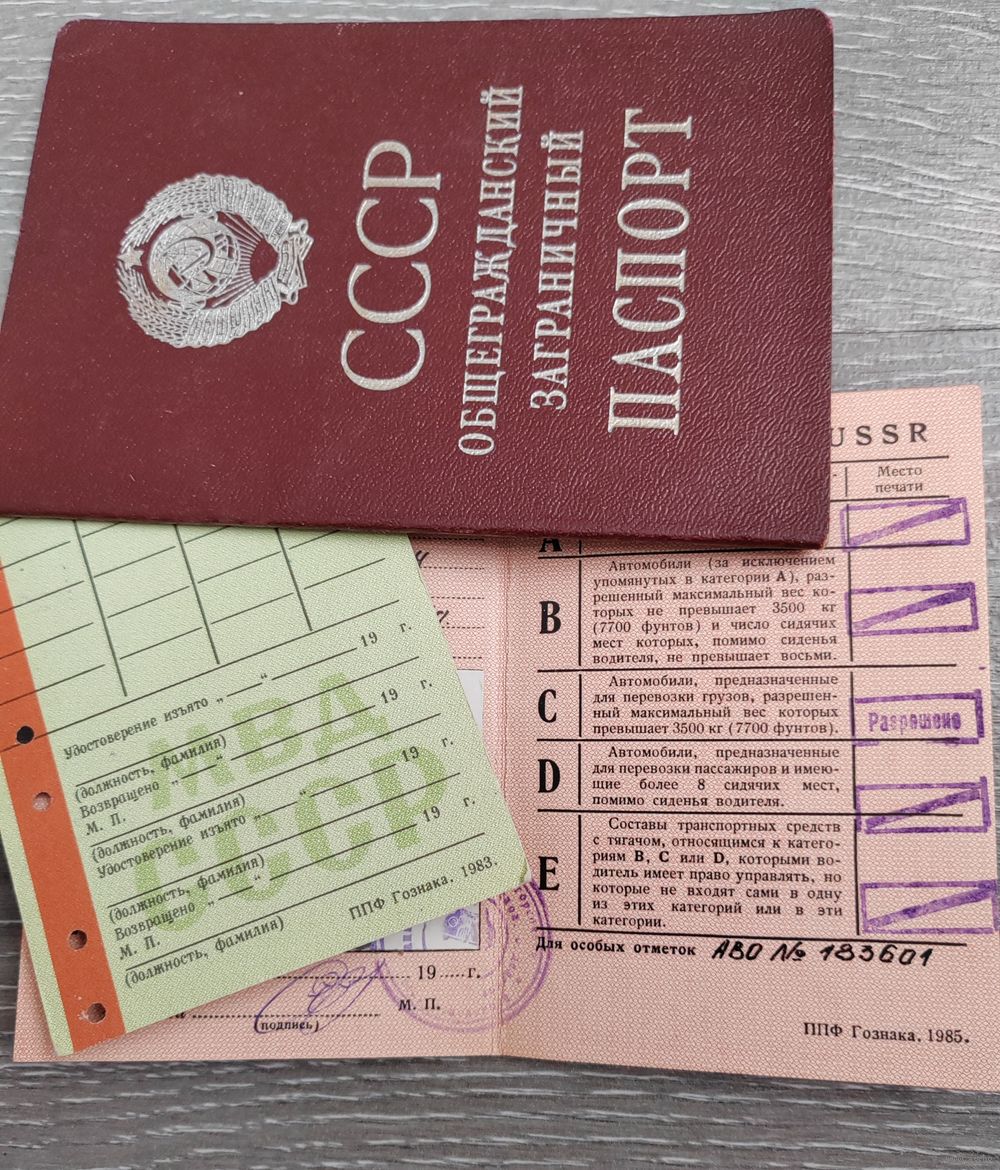 СССР
ОБЩЕГРАЖДАНСКИЙ
ЗАГРАНИЧНЫЙ
ПАСПОРТ
USSR
Место
печати
A
B
Автомобили (за исключением
упомянутых в категории А), раз-
решенный максимальный вес ко-
торых не превышает 3500 кг
(7700 фунтов) и число сидячих
мест которых, помимо сиденья
водителя, не превышает восьми.
C
Автомобили, предназначенные
для перевозки грузов, разрешен-
ный максимальный вес которых
превышает 3500 кг (7700 фунтов).
Разрешено
D
Автомобили, предназначенные
для перевозки пассажиров и имею-
щие более 8 сидячих мест,
помимо сиденья водителя.
E
Составы транспортных средств
с тягачом, относящимся к катего-
риям B, C или D, которыми во-
дитель имеет право управлять, но
которые не входят сами в одну
из этих категорий или в эти
категории.
Для особых отметок АВО № 183601
ППФ Гознака. 1985.
19 г.
М. П.
(подпись)
МВД
СССР
Удостоверение изъято „ “ 19 г.
(должность, фамилия)
Возвращено „ “ 19 г.
М. П.
(должность, фамилия)
Удостоверение изъято „ “ 19 г.
(должность, фамилия)
Возвращено „ “ 19 г.
М. П.
(должность, фамилия)
ППФ Гознака. 1983.